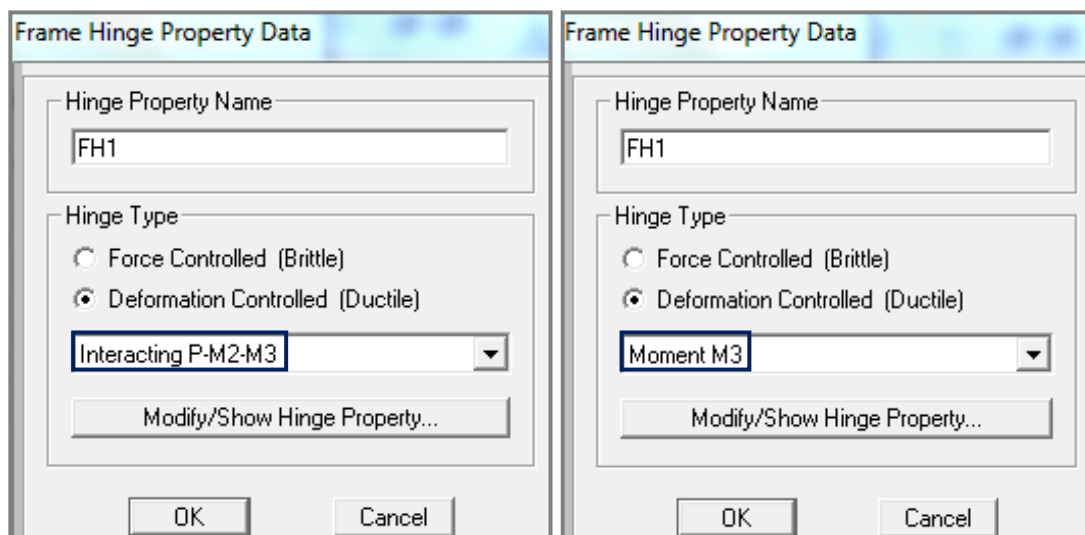 Frame Hinge Property Data
Hinge Property Name
FH1
Hinge Type
Force Controlled (Brittle)
Deformation Controlled (Ductile)
Interacting P-M2-M3
Modify/Show Hinge Property...
OK
Cancel
Frame Hinge Property Data
Hinge Property Name
FH1
Hinge Type
Force Controlled (Brittle)
Deformation Controlled (Ductile)
Moment M3
Modify/Show Hinge Property...
OK
Cancel